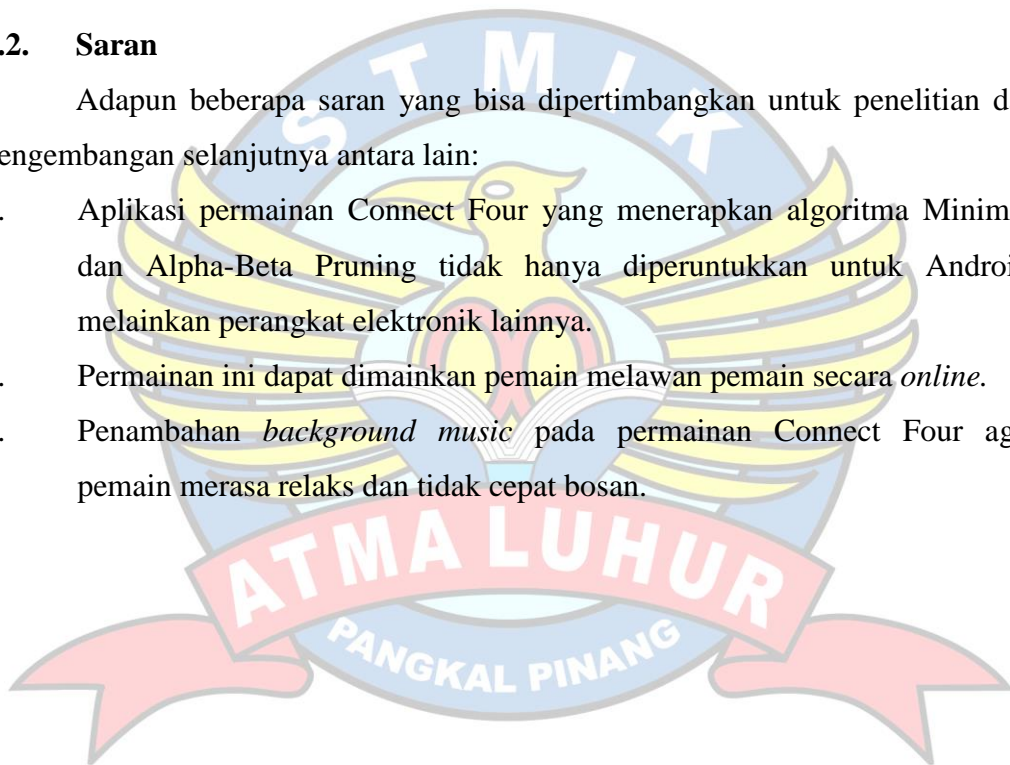 .2. Saran
Adapun beberapa saran yang bisa dipertimbangkan untuk penelitian d
engembangan selanjutnya antara lain:
. Aplikasi permainan Connect Four yang menerapkan algoritma Minim
dan Alpha-Beta Pruning tidak hanya diperuntukkan untuk Androi
melainkan perangkat elektronik lainnya.
. Permainan ini dapat dimainkan pemain melawan pemain secara online.
. Penambahan background music pada permainan Connect Four ag
pemain merasa relaks dan tidak cepat bosan.
STMIK
ATMA LUHUR
PANGKAL PINANG